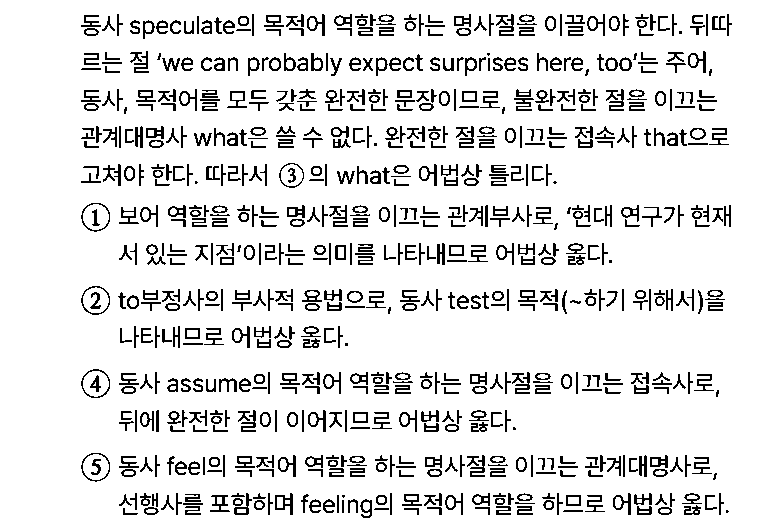 동사 speculate의 목적어 역할을 하는 명사절을 이끌어야 한다. 뒤따
르는 절 ‘we can probably expect surprises here, too’는 주어,
동사, 목적어를 모두 갖춘 완전한 문장이므로, 불완전한 절을 이끄는
관계대명사 what은 쓸 수 없다. 완전한 절을 이끄는 접속사 that으로
고쳐야 한다. 따라서 ③의 what은 어법상 틀리다.
① 보어 역할을 하는 명사절을 이끄는 관계부사로, ‘현대 연구가 현재
서 있는 지점’이라는 의미를 나타내므로 어법상 옳다.
② to부정사의 부사적 용법으로, 동사 test의 목적(~하기 위해서)을
나타내므로 어법상 옳다.
④ 동사 assume의 목적어 역할을 하는 명사절을 이끄는 접속사로,
뒤에 완전한 절이 이어지므로 어법상 옳다.
⑤ 동사 feel의 목적어 역할을 하는 명사절을 이끄는 관계대명사로,
선행사를 포함하며 feeling의 목적어 역할을 하므로 어법상 옳다.